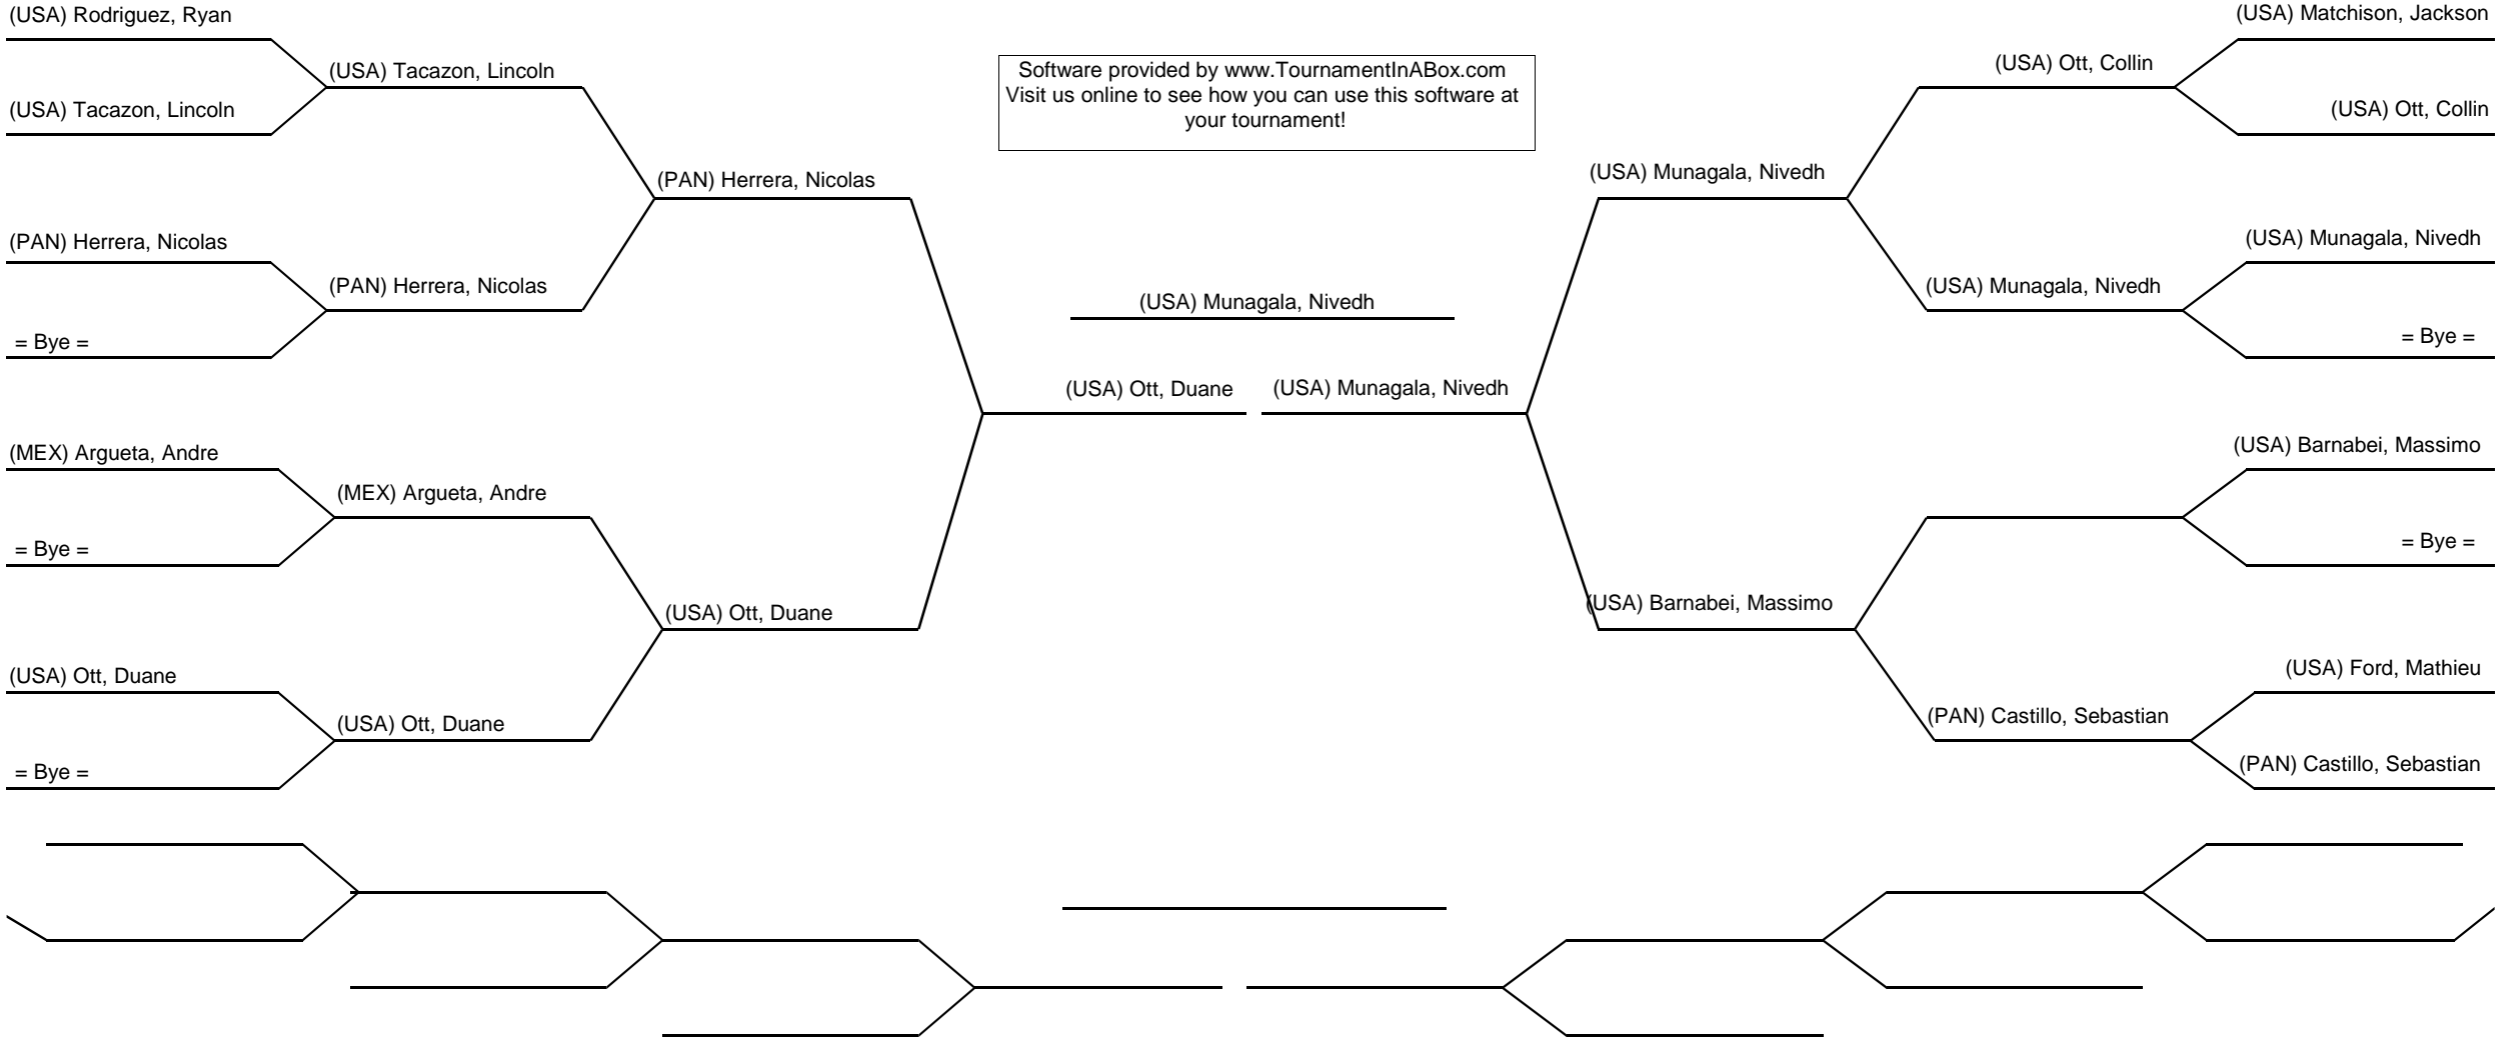 (USA) Rodriguez, Ryan
(USA) Tacazon, Lincoln
(USA) Tacazon, Lincoln
(PAN) Herrera, Nicolas
(PAN) Herrera, Nicolas
(PAN) Herrera, Nicolas
= Bye =
(MEX) Argueta, Andre
(MEX) Argueta, Andre
= Bye =
(USA) Ott, Duane
(USA) Ott, Duane
(USA) Ott, Duane
= Bye =
Software provided by www.TournamentInABox.com
Visit us online to see how you can use this software at
your tournament!
(USA) Munagala, Nivedh
(USA) Ott, Duane
(USA) Munagala, Nivedh
(USA) Matchison, Jackson
(USA) Ott, Collin
(USA) Ott, Collin
(USA) Munagala, Nivedh
(USA) Munagala, Nivedh
(USA) Munagala, Nivedh
= Bye =
(USA) Barnabei, Massimo
= Bye =
(USA) Barnabei, Massimo
(USA) Ford, Mathieu
(PAN) Castillo, Sebastian
(PAN) Castillo, Sebastian